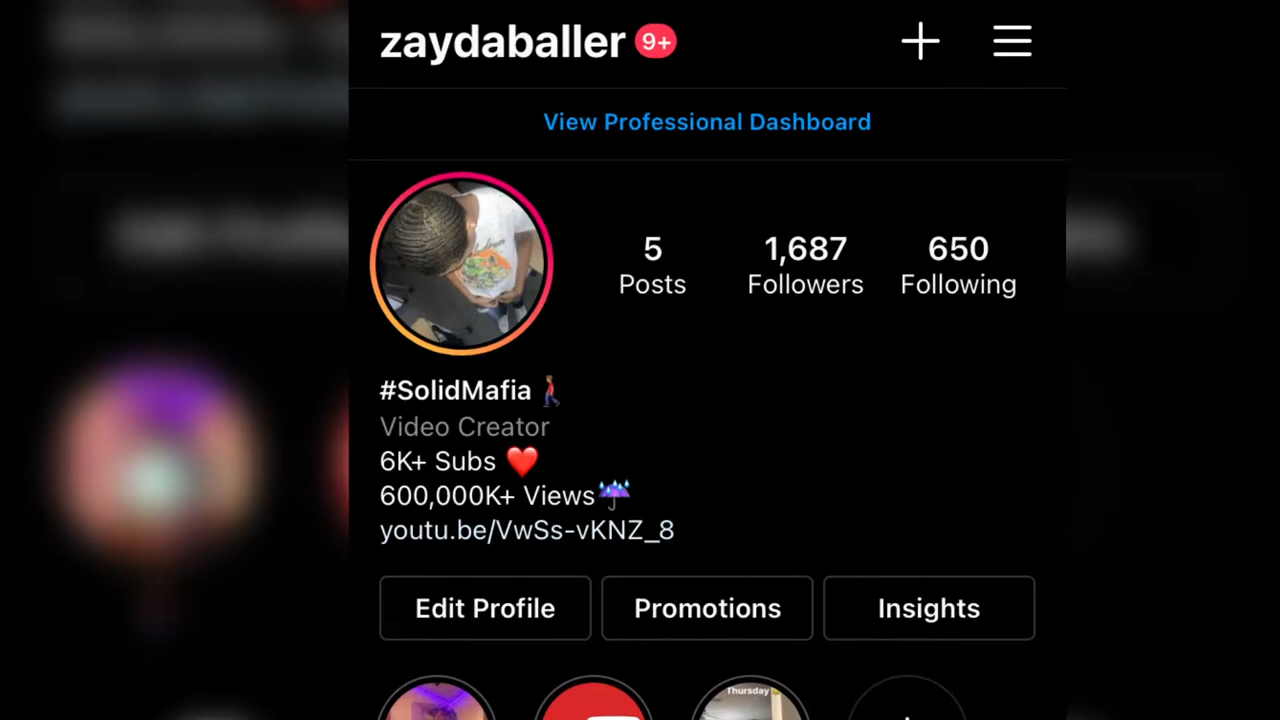 zaydaballer 9+
View Professional Dashboard
5 1,687 650
Posts Followers Following
#SolidMafia🚶🏽‍♂️
Video Creator
6K+ Subs ❤️
600,000K+ Views☔
youtu.be/VwSs-vKNZ_8
Edit Profile Promotions Insights
Thursday